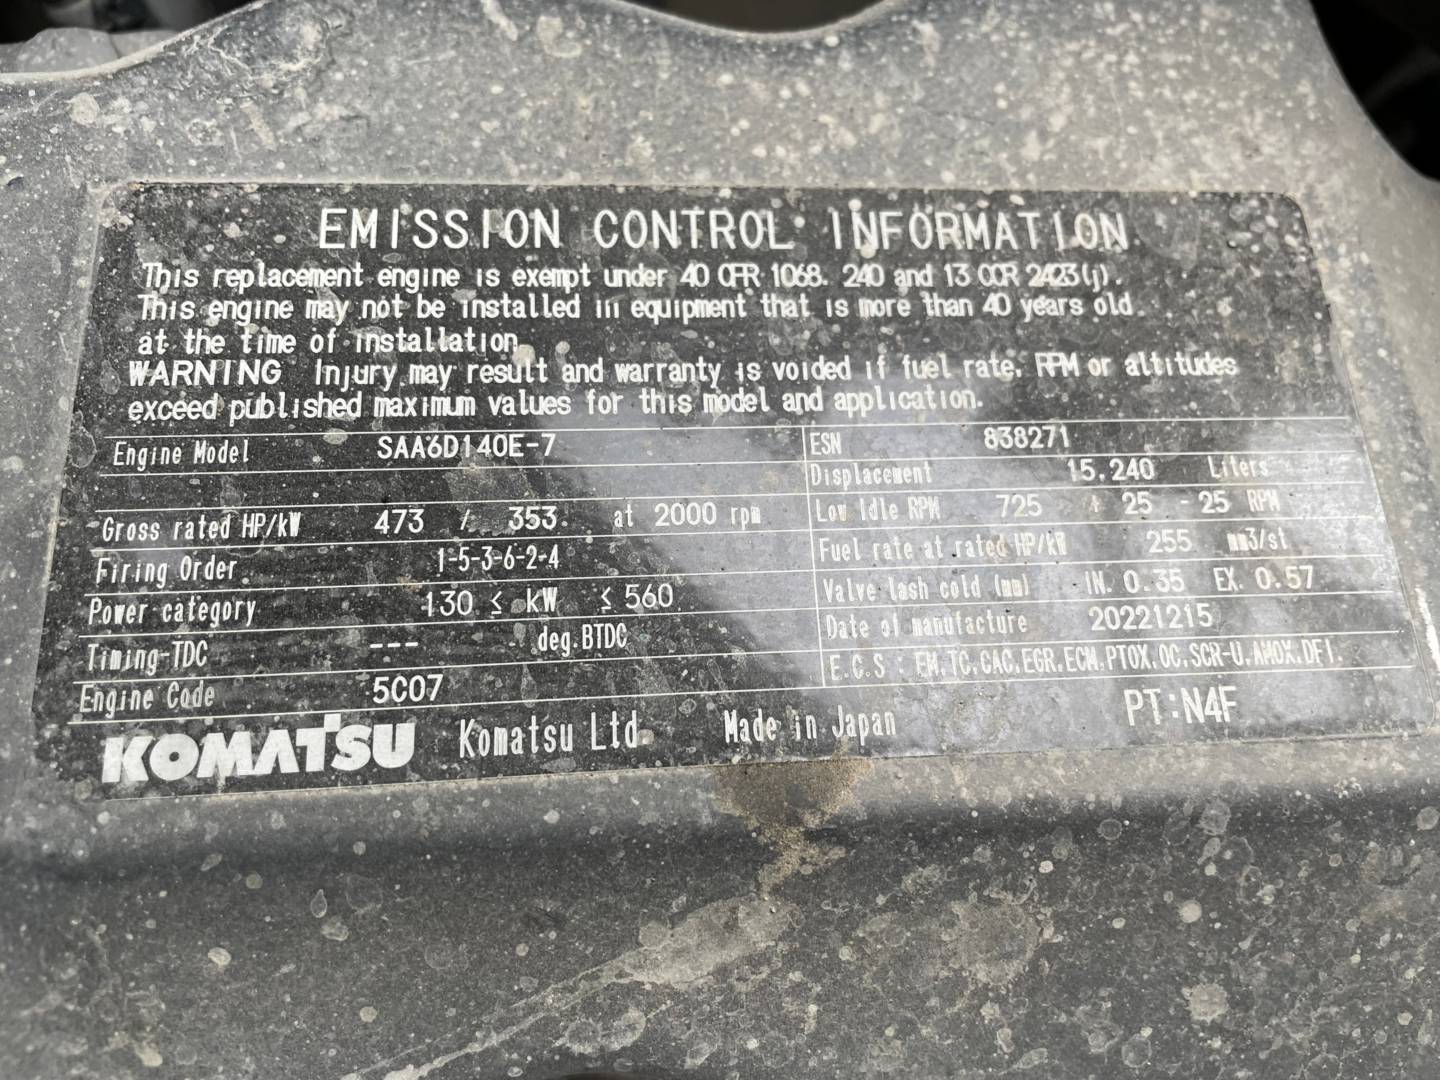 EMISSION CONTROL INFORMATION
This replacement engine is exempt under 40 CFR 1068. 240 and 13 CCR 2423(j).
This engine may not be installed in equipment that is more than 40 years old
at the time of installation.
WARNING Injury may result and warranty is voided if fuel rate, RPM or altitudes
exceed published maximum values for this model and application.
Engine Model SAA6D140E-7 ESN 838271
Displacement 15.240 Liters
Gross rated HP/kW 473 / 353 at 2000 rpm Low Idle RPM 725 + 25 - 25 RPM
Firing Order 1-5-3-6-2-4 Fuel rate at rated HP/kW 255 mm3/st
Power category 130 ≤ kW ≤ 560 Valve lash cold (mm) IN. 0.35 EX. 0.57
Timing-TDC --- deg.BTDC Date of manufacture 20221215
Engine Code 5C07 E.C.S : EM,TC,CAC,EGR,ECM,PTOX,OC,SCR-U,AMOX,DFI.
KOMATSU Komatsu Ltd. Made in Japan PT:N4F